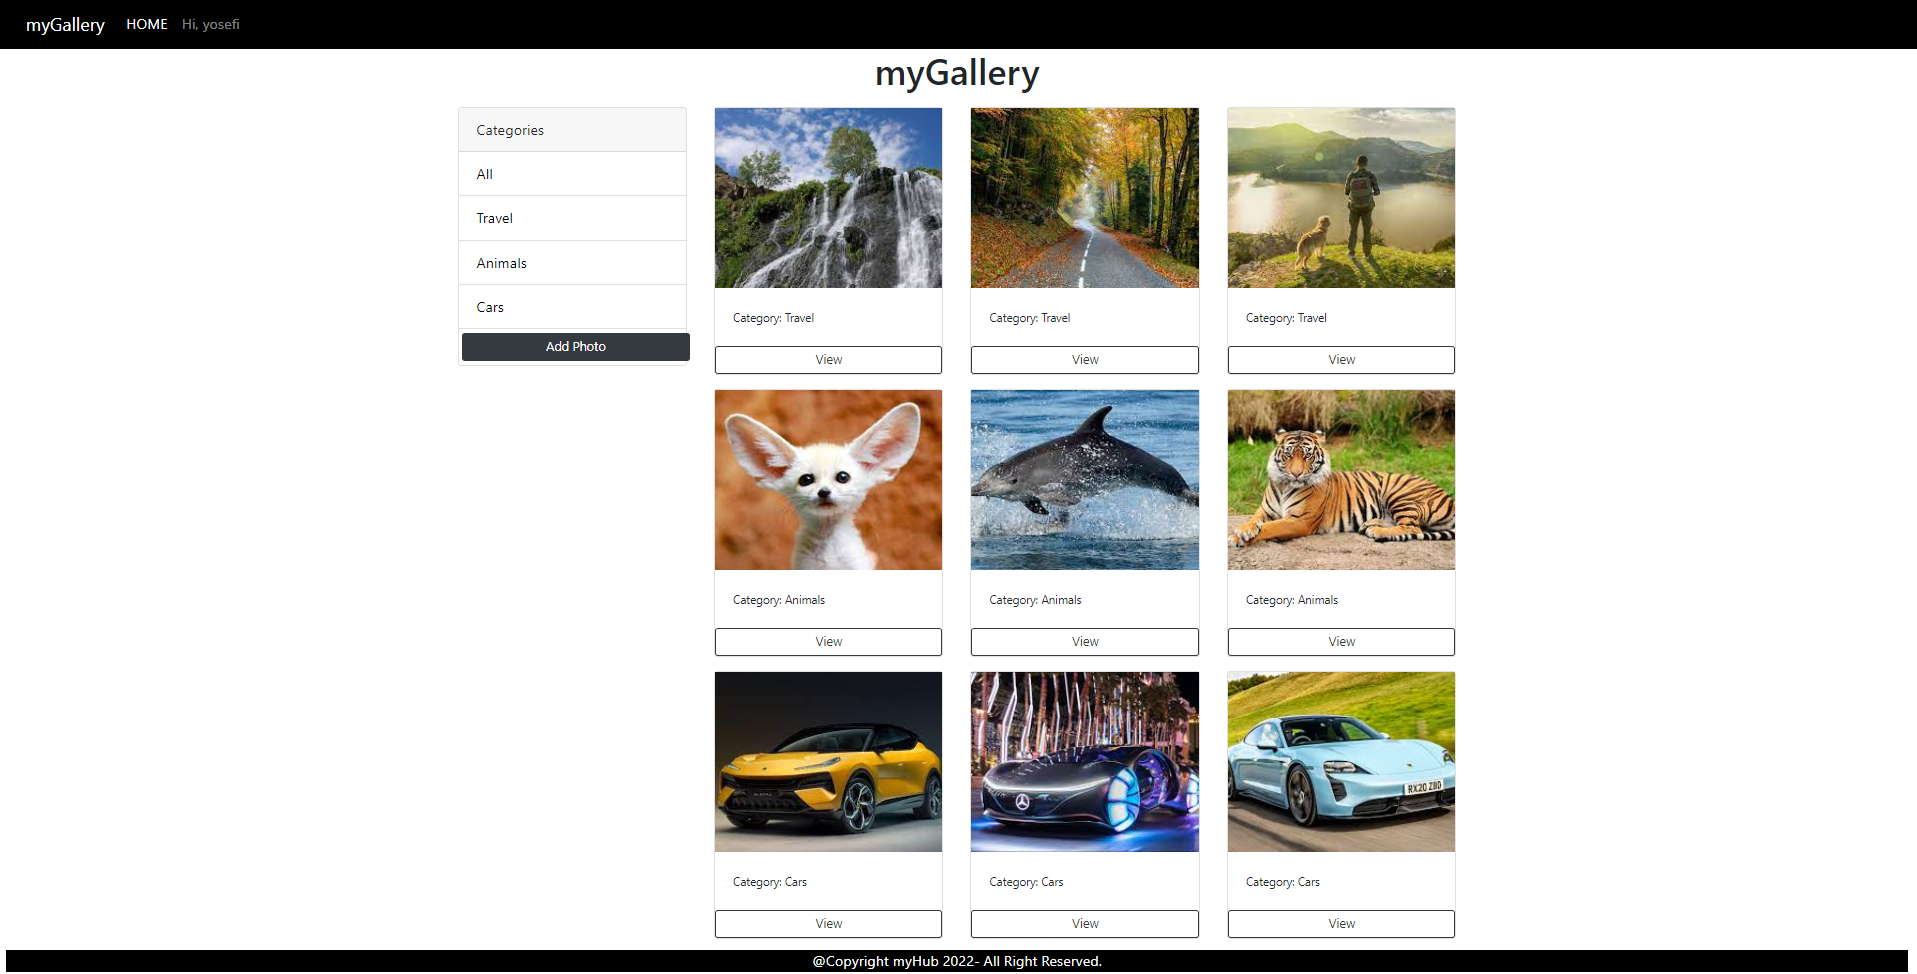 myGallery HOME Hi, yosefi
myGallery
Categories
All
Travel
Animals
Cars
Add Photo
Category: Travel Category: Travel Category: Travel
View View View
Category: Animals Category: Animals Category: Animals
View View View
RX20 ZBD
Category: Cars Category: Cars Category: Cars
View View View
@Copyright myHub 2022- All Right Reserved.